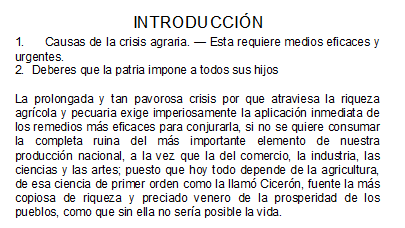 INTRODUCCIÓN
1. Causas de la crisis agraria. — Esta requiere medios eficaces y
urgentes.
2. Deberes que la patria impone a todos sus hijos
La prolongada y tan pavorosa crisis por que atraviesa la riqueza
agrícola y pecuaria exige imperiosamente la aplicación inmediata de
los remedios más eficaces para conjurarla, si no se quiere consumar
la completa ruina del más importante elemento de nuestra
producción nacional, a la vez que la del comercio, la industria, las
ciencias y las artes; puesto que hoy todo depende de la agricultura,
de esa ciencia de primer orden como la llamó Cicerón, fuente la más
copiosa de riqueza y preciado venero de la prosperidad de los
pueblos, como que sin ella no sería posible la vida.